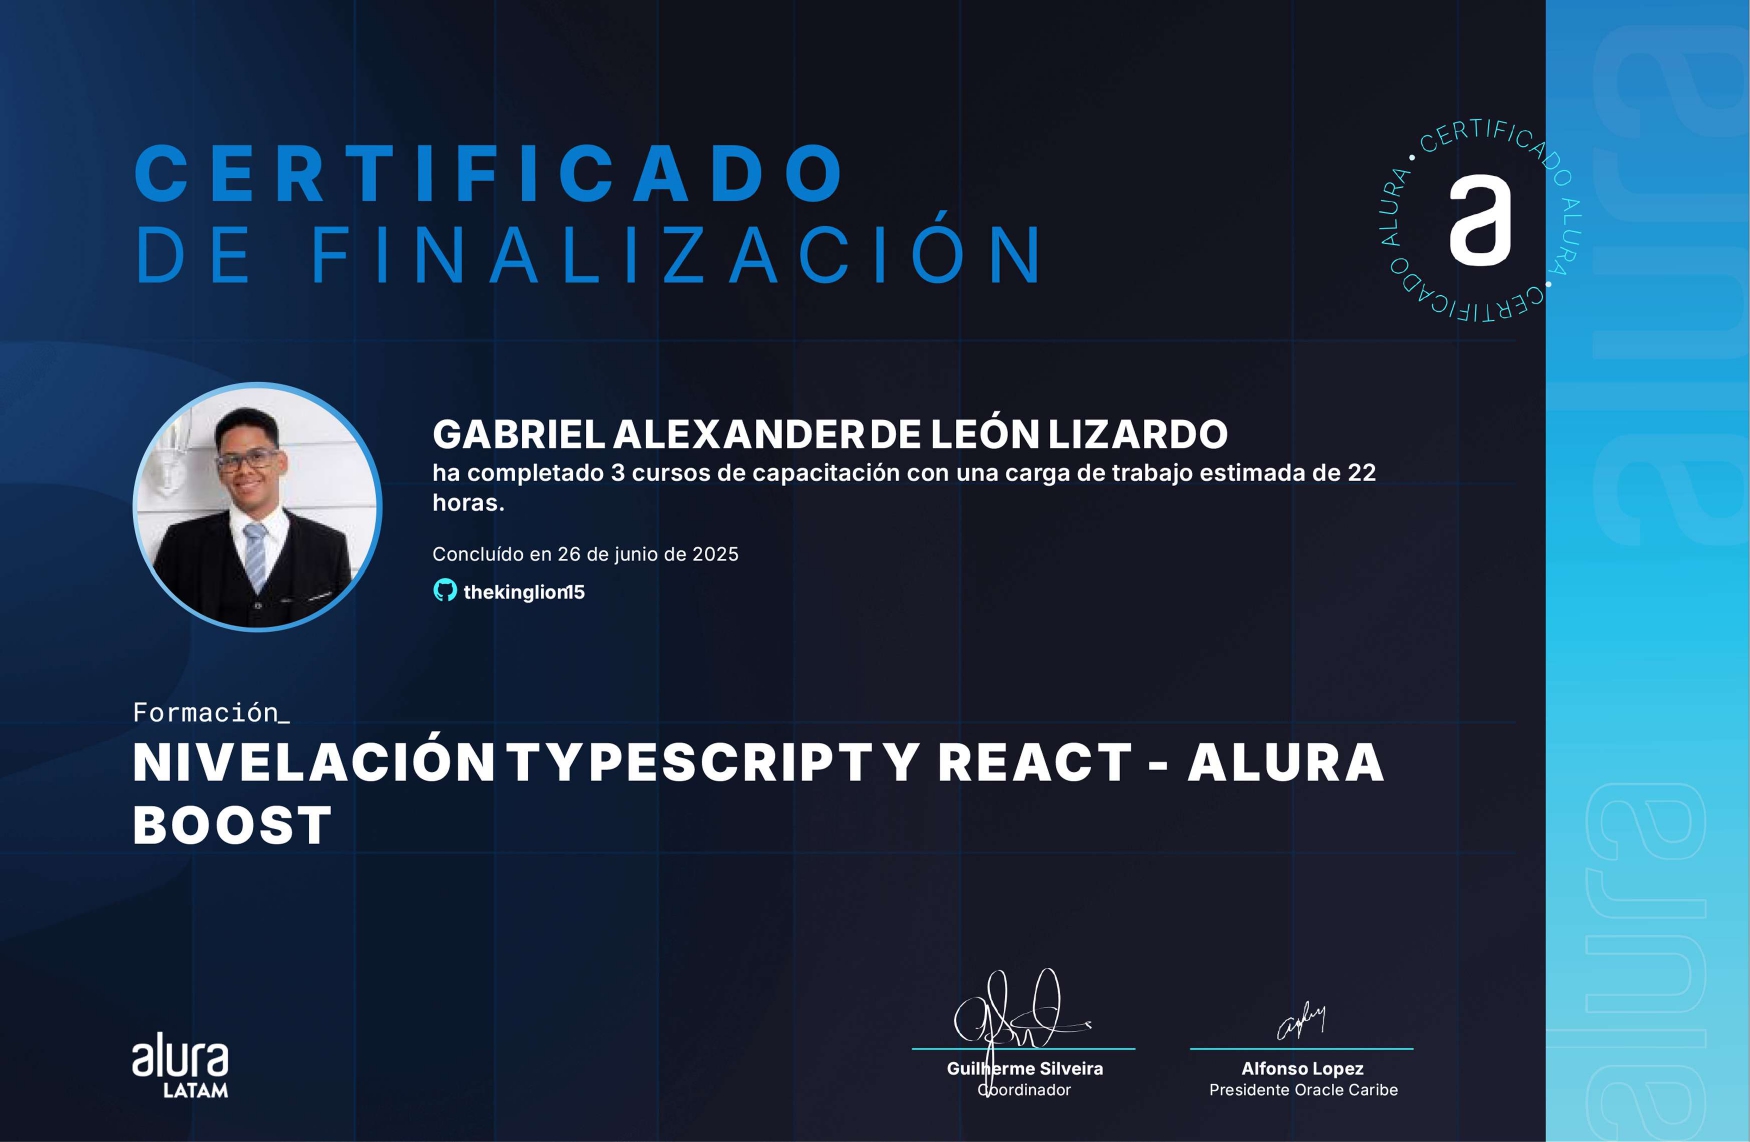 CERTIFICADO
DE FINALIZACIÓN
CERTIFICADO ALURA • CERTIFICADO ALURA •
a
GABRIEL ALEXANDER DE LEÓN LIZARDO
ha completado 3 cursos de capacitación con una carga de trabajo estimada de 22
horas.
Concluído en 26 de junio de 2025
thekinglion15
Formación_
NIVELACIÓN TYPESCRIPT Y REACT - ALURA
BOOST
alura
LATAM
Guilherme Silveira
Coordinador
Alfonso Lopez
Presidente Oracle Caribe
alura
a
alura